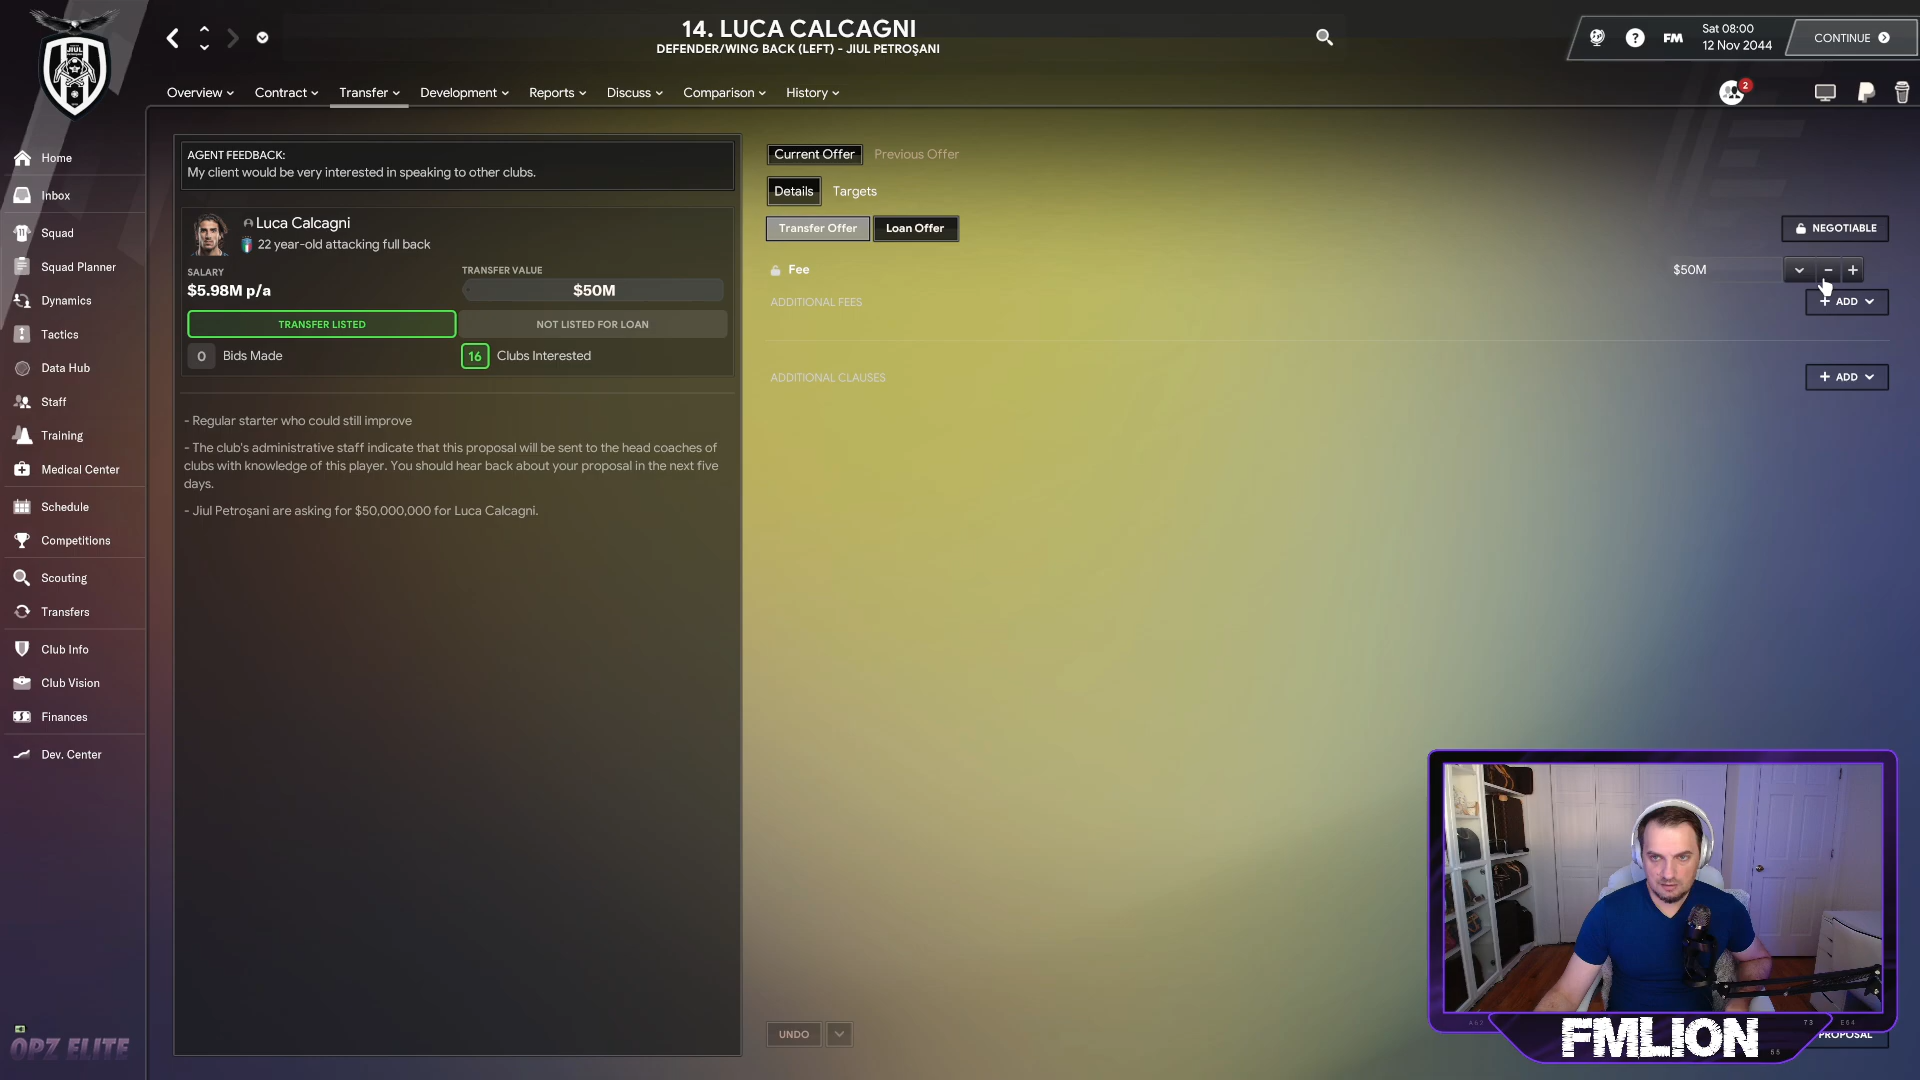 14. LUCA CALCAGNI
DEFENDER/WING BACK (LEFT) - JIUL PETROŞANI
FM
Sat 08:00
12 Nov 2044
CONTINUE
Overview
Contract
Transfer
Development
Reports
Discuss
Comparison
History
2
Home
Inbox
Squad
Squad Planner
Dynamics
Tactics
Data Hub
Staff
Training
Medical Center
Schedule
Competitions
Scouting
Transfers
Club Info
Club Vision
Finances
Dev. Center
OPZ ELITE
AGENT FEEDBACK:
My client would be very interested in speaking to other clubs.
Luca Calcagni
22 year-old attacking full back
SALARY
$5.98M p/a
TRANSFER VALUE
$50M
TRANSFER LISTED
NOT LISTED FOR LOAN
0 Bids Made
16 Clubs Interested
- Regular starter who could still improve
- The club's administrative staff indicate that this proposal will be sent to the head coaches of
clubs with knowledge of this player. You should hear back about your proposal in the next five
days.
- Jiul Petroşani are asking for $50,000,000 for Luca Calcagni.
Current Offer
Previous Offer
Details
Targets
Transfer Offer
Loan Offer
NEGOTIABLE
Fee
$50M
ADDITIONAL FEES
+ ADD
ADDITIONAL CLAUSES
+ ADD
UNDO
PROPOSAL
FMLION